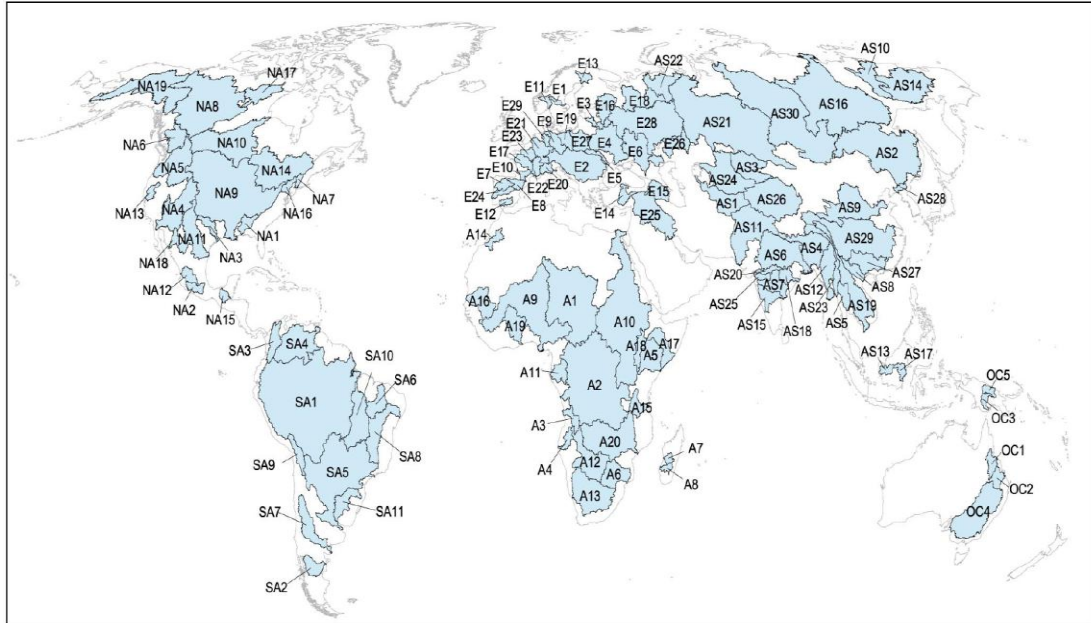 AS10
AS22
E13
NA17
E11 E1
AS14
NA19
E29 E3 E16
E18
AS16
NA8
E21 E9 E19
AS30
E23
E28
NA6
NA10
E27 E4
AS21
E17
E6 E26
AS2
NA5
NA14
E10
E2
AS3
E7
E5
AS24
NA9
NA7
E22 E20
E15
AS26
AS28
NA13
NA16
E24
E8
AS1
AS9
NA4
E12
E14 E25
NA1
A14
AS11
AS29
NA11
AS6 AS4
NA3
NA18
AS20
AS27
NA12
AS7 AS12
AS8
A16 A9 A1
AS25
AS23
AS19
NA2
NA15
A10
AS15 AS18 AS5
A19
SA3 SA4
A18 A17
A5
AS13 AS17
SA10
A11
OC5
SA6
A2
SA1
A15
OC3
A3
A7
OC1
SA8
A20
SA9
A4 A12
SA5
A6
A8
OC2
A13
SA7
SA11
OC4
SA2